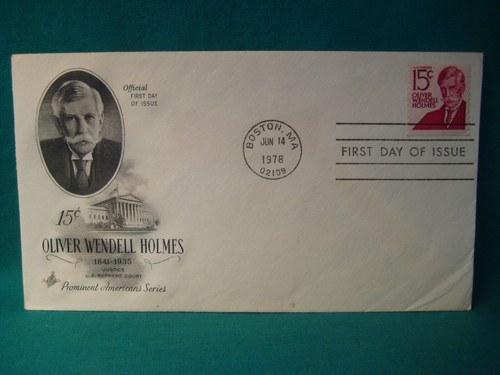 Official
FIRST DAY
OF ISSUE
15¢
OLIVER WENDELL HOLMES
1841-1935
JUSTICE
U.S. SUPREME COURT
Prominent Americans Series
BOSTON, MA
JUN 14
1978
02109
15¢
OLIVER
WENDELL
HOLMES
FIRST DAY OF ISSUE